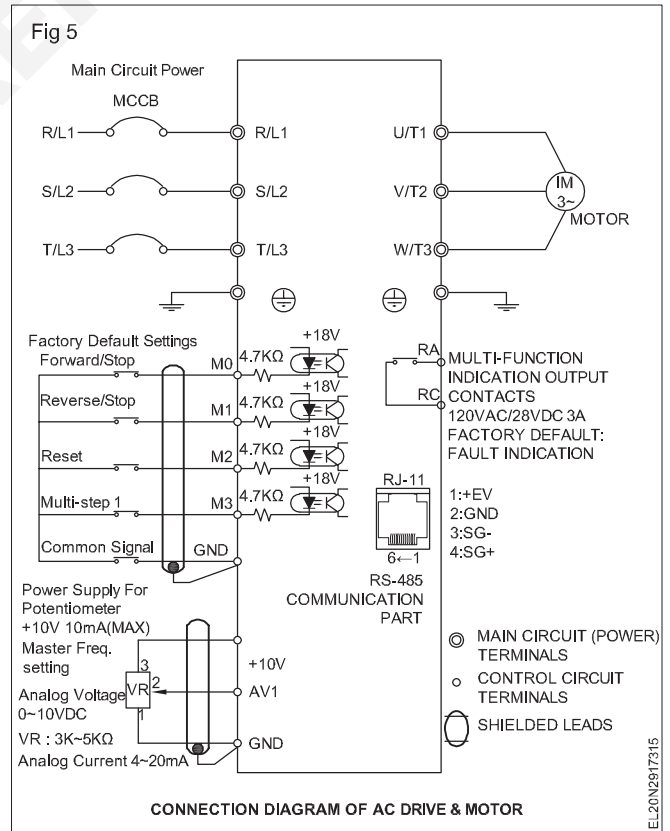 Fig 5
Main Circuit Power
MCCB
R/L1
R/L1
U/T1
S/L2
S/L2
V/T2
IM
3~
MOTOR
T/L3
T/L3
W/T3
Factory Default Settings
Forward/Stop
M0
4.7KΩ
+18V
Reverse/Stop
M1
4.7KΩ
+18V
Reset
M2
4.7KΩ
+18V
Multi-step 1
M3
4.7KΩ
+18V
Common Signal
GND
RA
RC
MULTI-FUNCTION
INDICATION OUTPUT
CONTACTS
120VAC/28VDC 3A
FACTORY DEFAULT:
FAULT INDICATION
RJ-11
6←1
1:+EV
2:GND
3:SG-
4:SG+
RS-485
COMMUNICATION
PART
Power Supply For
Potentiometer
+10V 10mA(MAX)
Master Freq.
setting
3
VR
2
1
Analog Voltage
0~10VDC
VR : 3K~5KΩ
Analog Current 4~20mA
+10V
AV1
GND
MAIN CIRCUIT (POWER)
TERMINALS
CONTROL CIRCUIT
TERMINALS
SHIELDED LEADS
CONNECTION DIAGRAM OF AC DRIVE & MOTOR
EL20N2917315